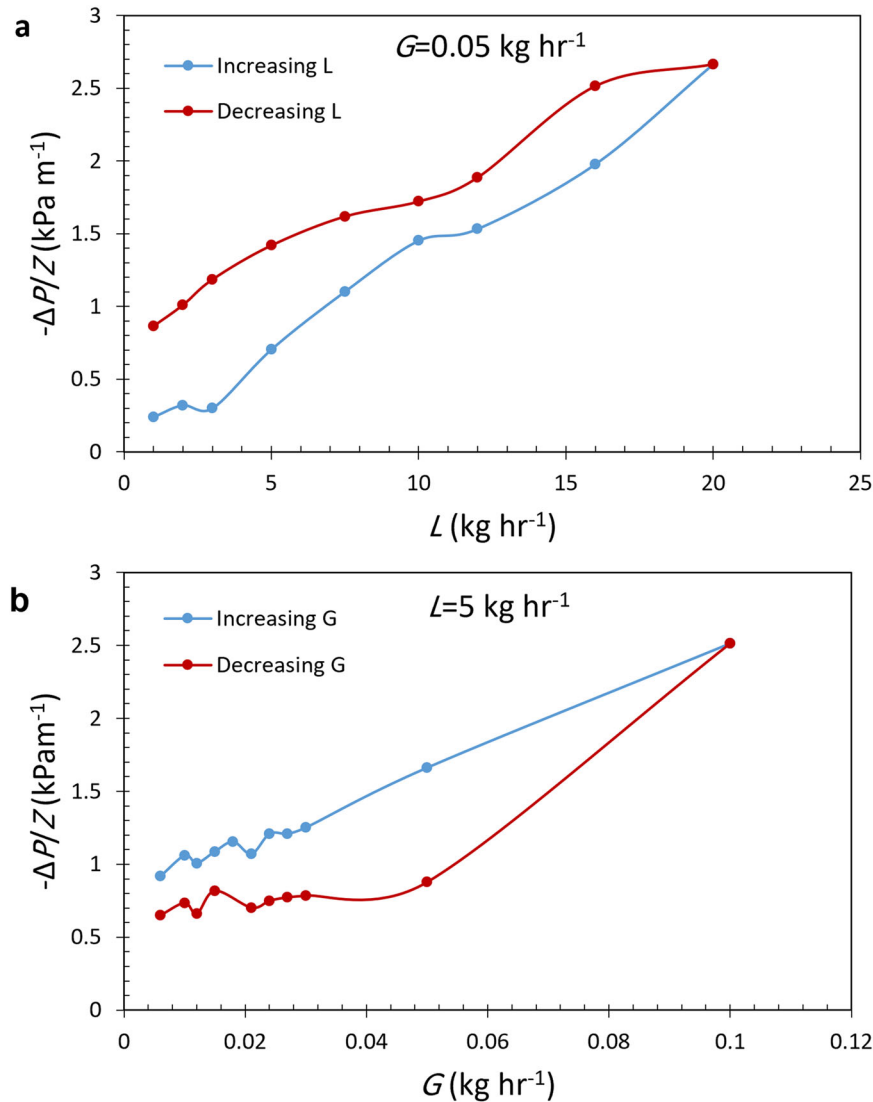 a
G=0.05 kg hr-1
Increasing L
Decreasing L
-ΔP/Z (kPa m-1)
3
2.5
2
1.5
1
0.5
0
0 5 10 15 20 25
L (kg hr-1)
b
L=5 kg hr-1
Increasing G
Decreasing G
-ΔP/Z (kPam-1)
3
2.5
2
1.5
1
0.5
0
0 0.02 0.04 0.06 0.08 0.1 0.12
G (kg hr-1)